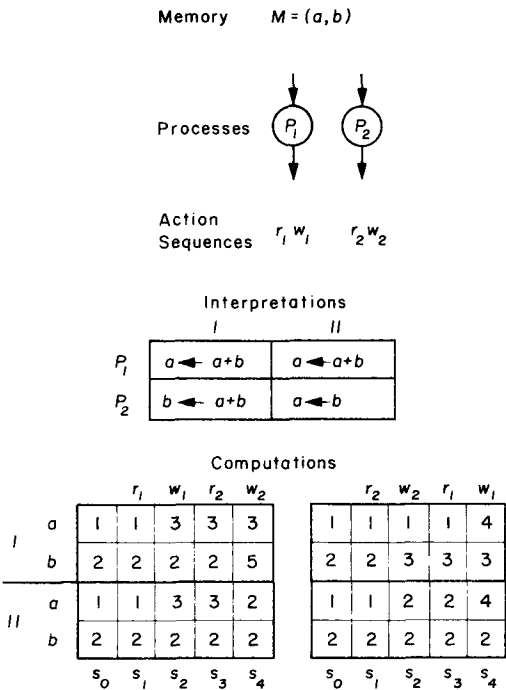 Memory M = (a, b)
Processes P1 P2
Action
Sequences r1 w1 r2 w2
Interpretations
I II
P1 a ← a+b a ← a+b
P2 b ← a+b a ← b
Computations
r1 w1 r2 w2 r2 w2 r1 w1
I a 1 1 3 3 3 1 1 1 1 4
b 2 2 2 2 5 2 2 3 3 3
II a 1 1 3 3 2 1 1 2 2 4
b 2 2 2 2 2 2 2 2 2 2
s0 s1 s2 s3 s4 s0 s1 s2 s3 s4